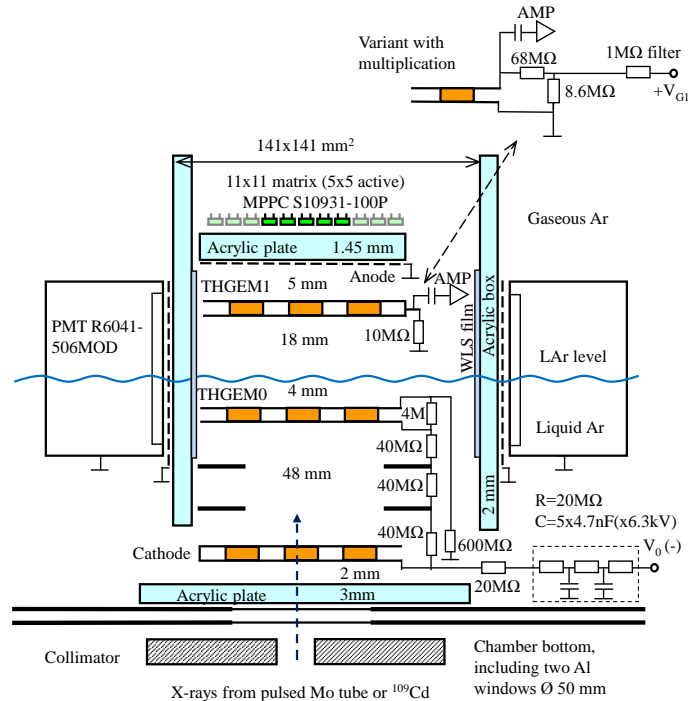 AMP
Variant with
multiplication
68MΩ
1MΩ filter
8.6MΩ
+V_G1
141x141 mm²
11x11 matrix (5x5 active)
MPPC S10931-100P
Gaseous Ar
Acrylic plate 1.45 mm
Anode
THGEM1 5 mm
AMP
PMT R6041-
506MOD
18 mm
10MΩ
WLS film
Acrylic box
LAr level
THGEM0 4 mm
4M
Liquid Ar
40MΩ
48 mm
40MΩ
2 mm
R=20MΩ
C=5x4.7nF(x6.3kV)
40MΩ
600MΩ
V₀ (-)
Cathode
2 mm
20MΩ
Acrylic plate 3mm
Collimator
Chamber bottom,
including two Al
windows Ø 50 mm
X-rays from pulsed Mo tube or ¹⁰⁹Cd